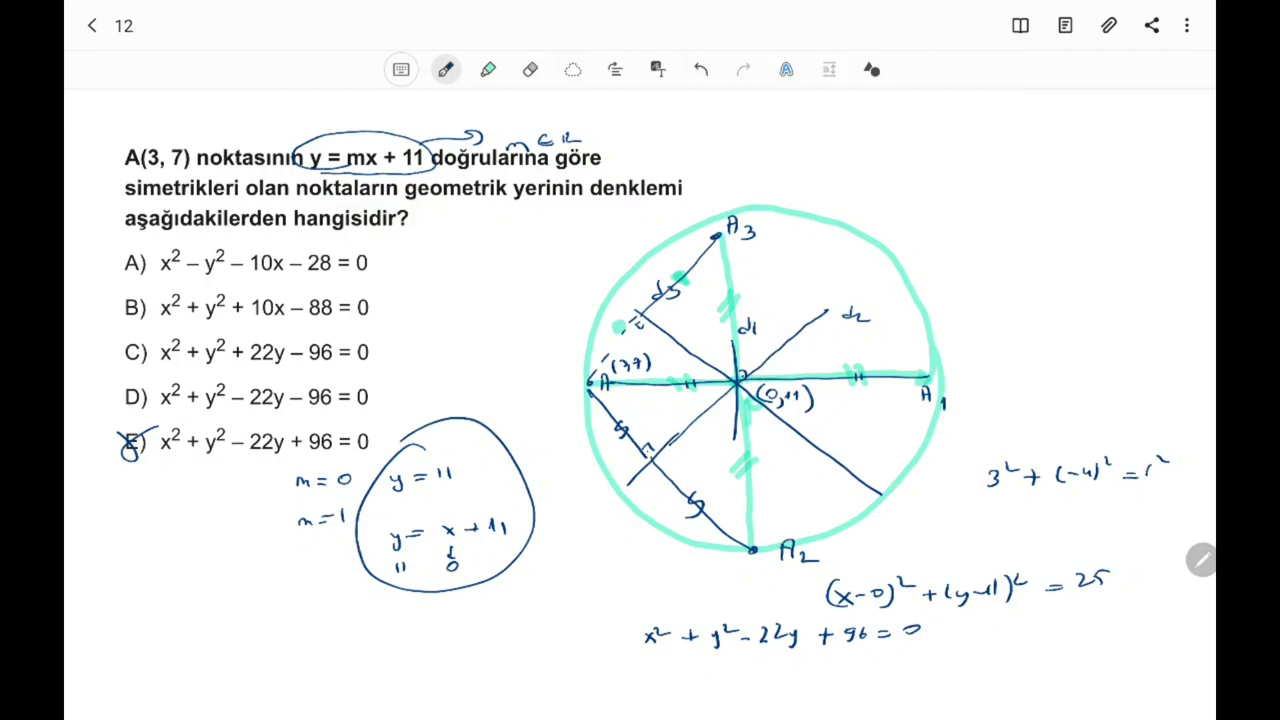 12
A(3, 7) noktasının y = mx + 11 doğrularına göre
m ∈ R
simetrikleri olan noktaların geometrik yerinin denklemi
aşağıdakilerden hangisidir?
A) x² – y² – 10x – 28 = 0
B) x² + y² + 10x – 88 = 0
C) x² + y² + 22y – 96 = 0
D) x² + y² – 22y – 96 = 0
E) x² + y² – 22y + 96 = 0
m = 0 y = 11
m = 1 y = x + 11
11 0
A3
d3
d1
d2
A (3,7)
(0,11)
A1
A2
3² + (-4)² = r²
(x-0)² + (y-11)² = 25
x² + y² - 22y + 96 = 0